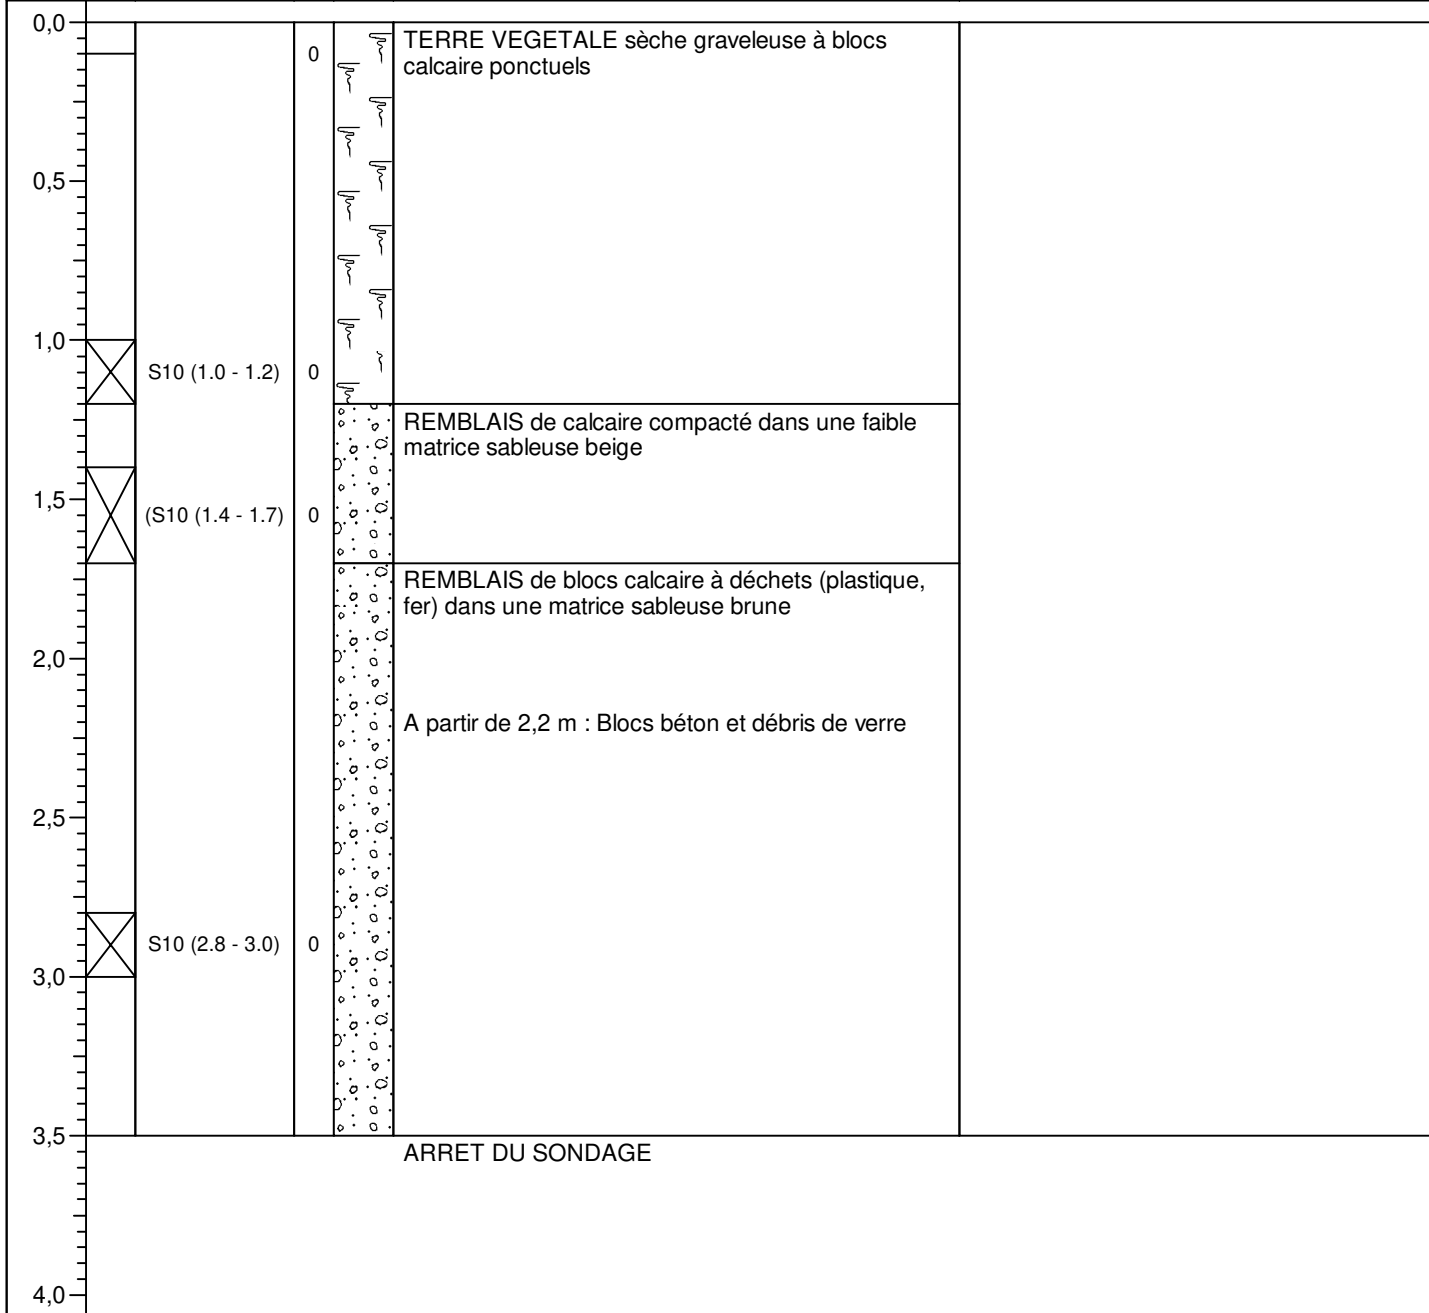 0,0
0
TERRE VEGETALE sèche graveleuse à blocs
calcaire ponctuels
0,5
1,0
S10 (1.0 - 1.2)
0
REMBLAIS de calcaire compacté dans une faible
matrice sableuse beige
1,5
(S10 (1.4 - 1.7)
0
REMBLAIS de blocs calcaire à déchets (plastique,
fer) dans une matrice sableuse brune
2,0
A partir de 2,2 m : Blocs béton et débris de verre
2,5
S10 (2.8 - 3.0)
0
3,0
3,5
ARRET DU SONDAGE
4,0